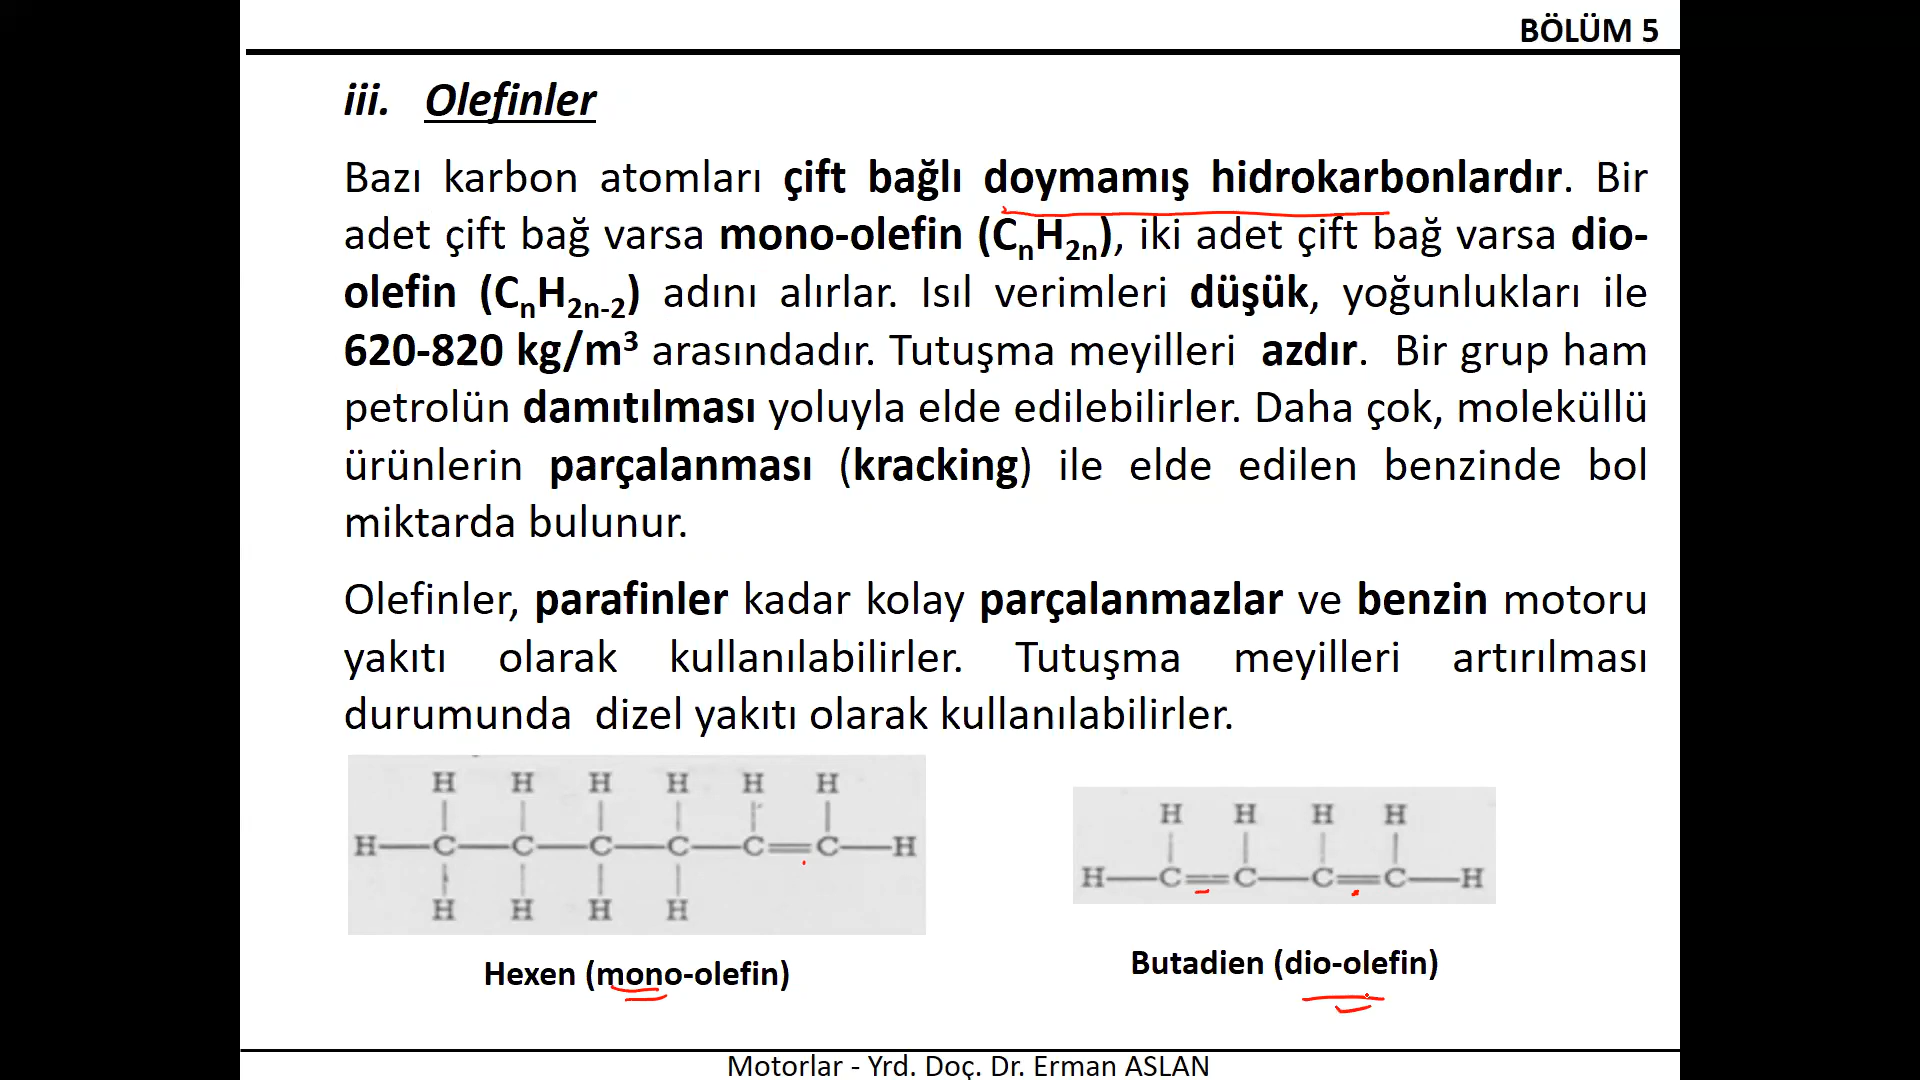 BÖLÜM 5
iii. Olefinler
Bazı karbon atomları çift bağlı doymamış hidrokarbonlardır. Bir
adet çift bağ varsa mono-olefin (CnH2n), iki adet çift bağ varsa dio-
olefin (CnH2n-2) adını alırlar. Isıl verimleri düşük, yoğunlukları ile
620-820 kg/m³ arasındadır. Tutuşma meyilleri azdır. Bir grup ham
petrolün damıtılması yoluyla elde edilebilirler. Daha çok, moleküllü
ürünlerin parçalanması (kracking) ile elde edilen benzinde bol
miktarda bulunur.
Olefinler, parafinler kadar kolay parçalanmazlar ve benzin motoru
yakıtı olarak kullanılabilirler. Tutuşma meyilleri artırılması
durumunda dizel yakıtı olarak kullanılabilirler.
H H H H H H
H—C—C—C—C—C=C—H
H H H H
Hexen (mono-olefin)
H H H H
H—C=C—C=C—H
Butadien (dio-olefin)
Motorlar - Yrd. Doç. Dr. Erman ASLAN